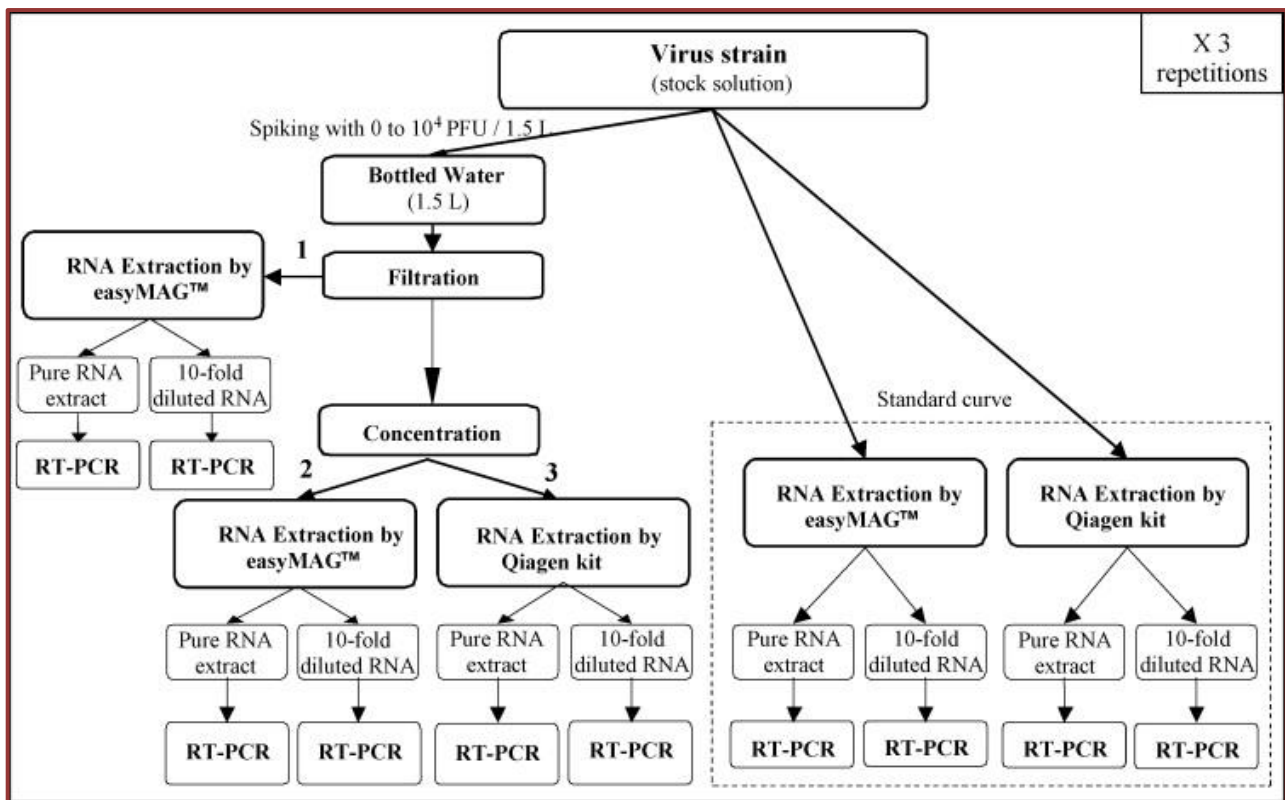 Virus strain
(stock solution)
X 3
repetitions
Spiking with 0 to 10⁴ PFU / 1.5 L
Bottled Water
(1.5 L)
1
RNA Extraction by
easyMAG™
Filtration
Pure RNA
extract
10-fold
diluted RNA
RT-PCR
RT-PCR
Concentration
2
3
RNA Extraction by
easyMAG™
RNA Extraction by
Qiagen kit
Pure RNA
extract
10-fold
diluted RNA
Pure RNA
extract
10-fold
diluted RNA
RT-PCR
RT-PCR
RT-PCR
RT-PCR
Standard curve
RNA Extraction by
easyMAG™
RNA Extraction by
Qiagen kit
Pure RNA
extract
10-fold
diluted RNA
Pure RNA
extract
10-fold
diluted RNA
RT-PCR
RT-PCR
RT-PCR
RT-PCR